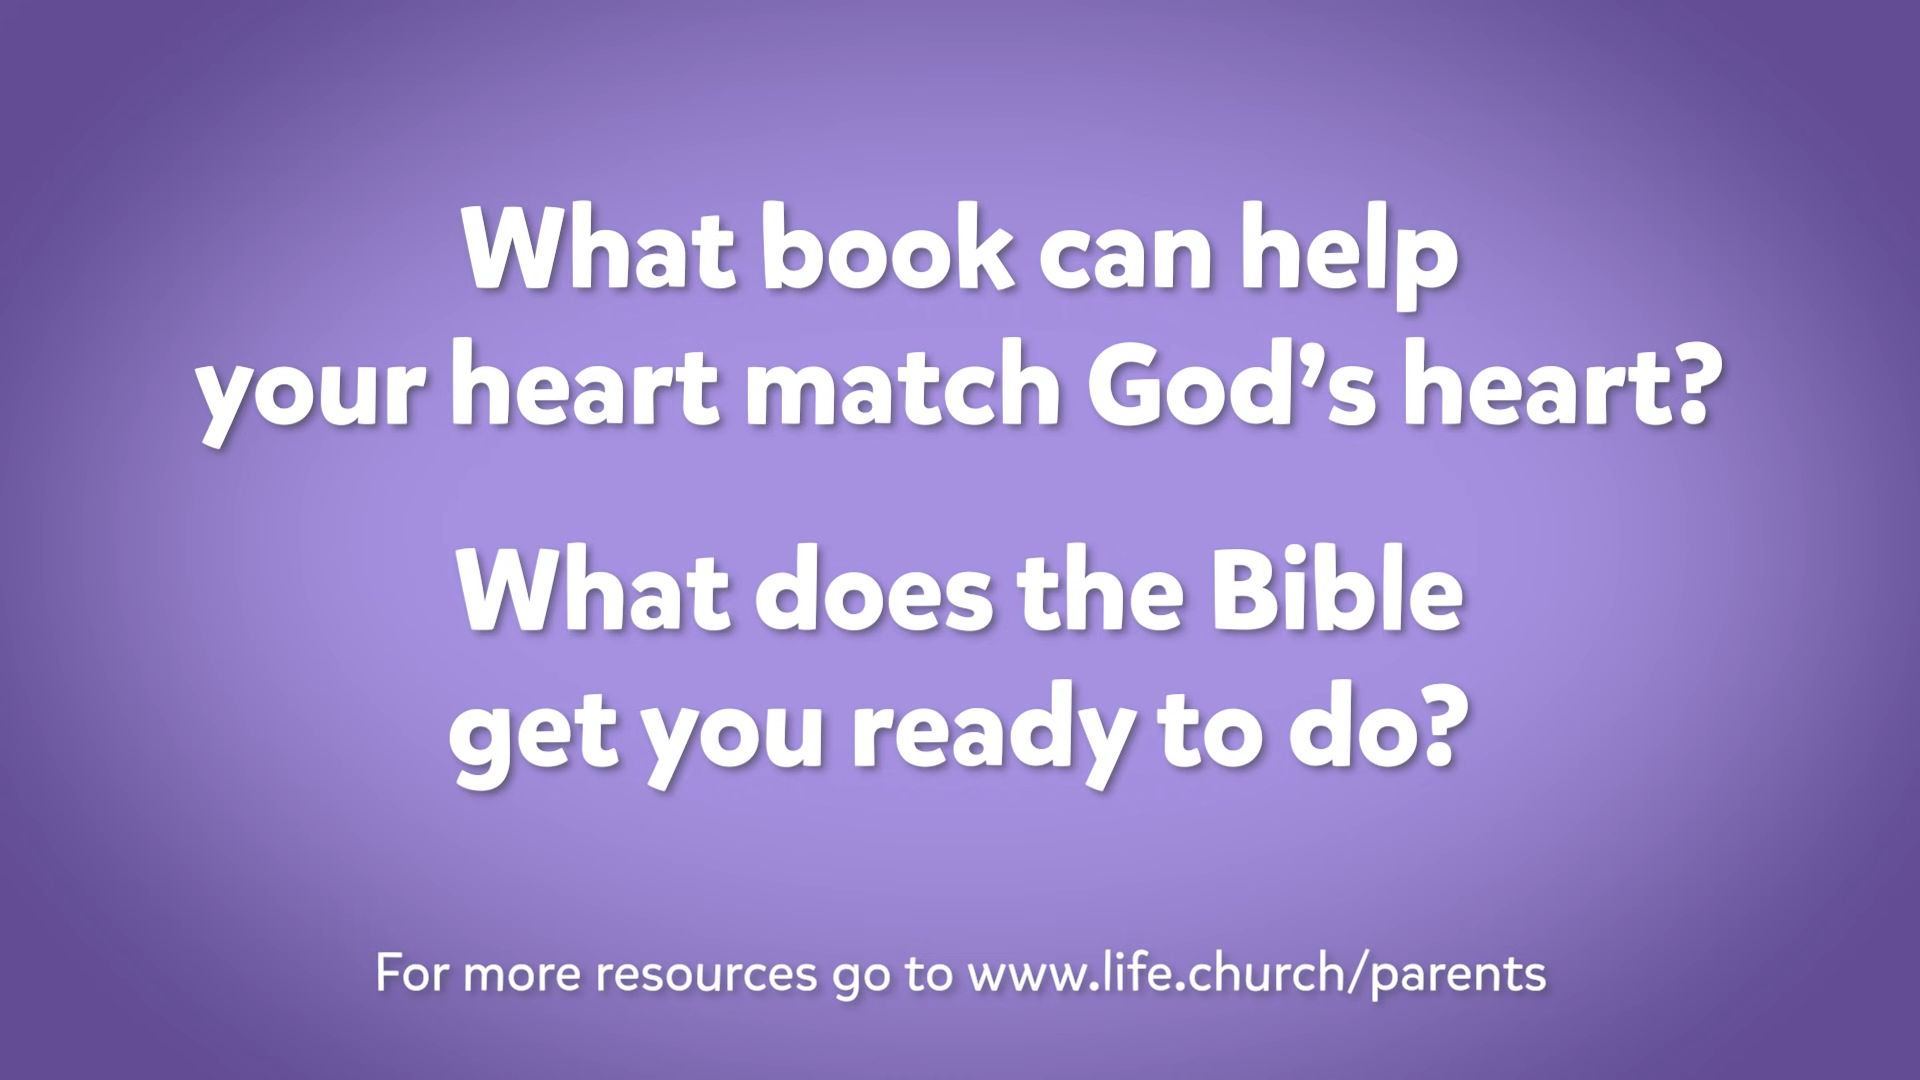 What book can help
your heart match God’s heart?
What does the Bible
get you ready to do?
For more resources go to www.life.church/parents